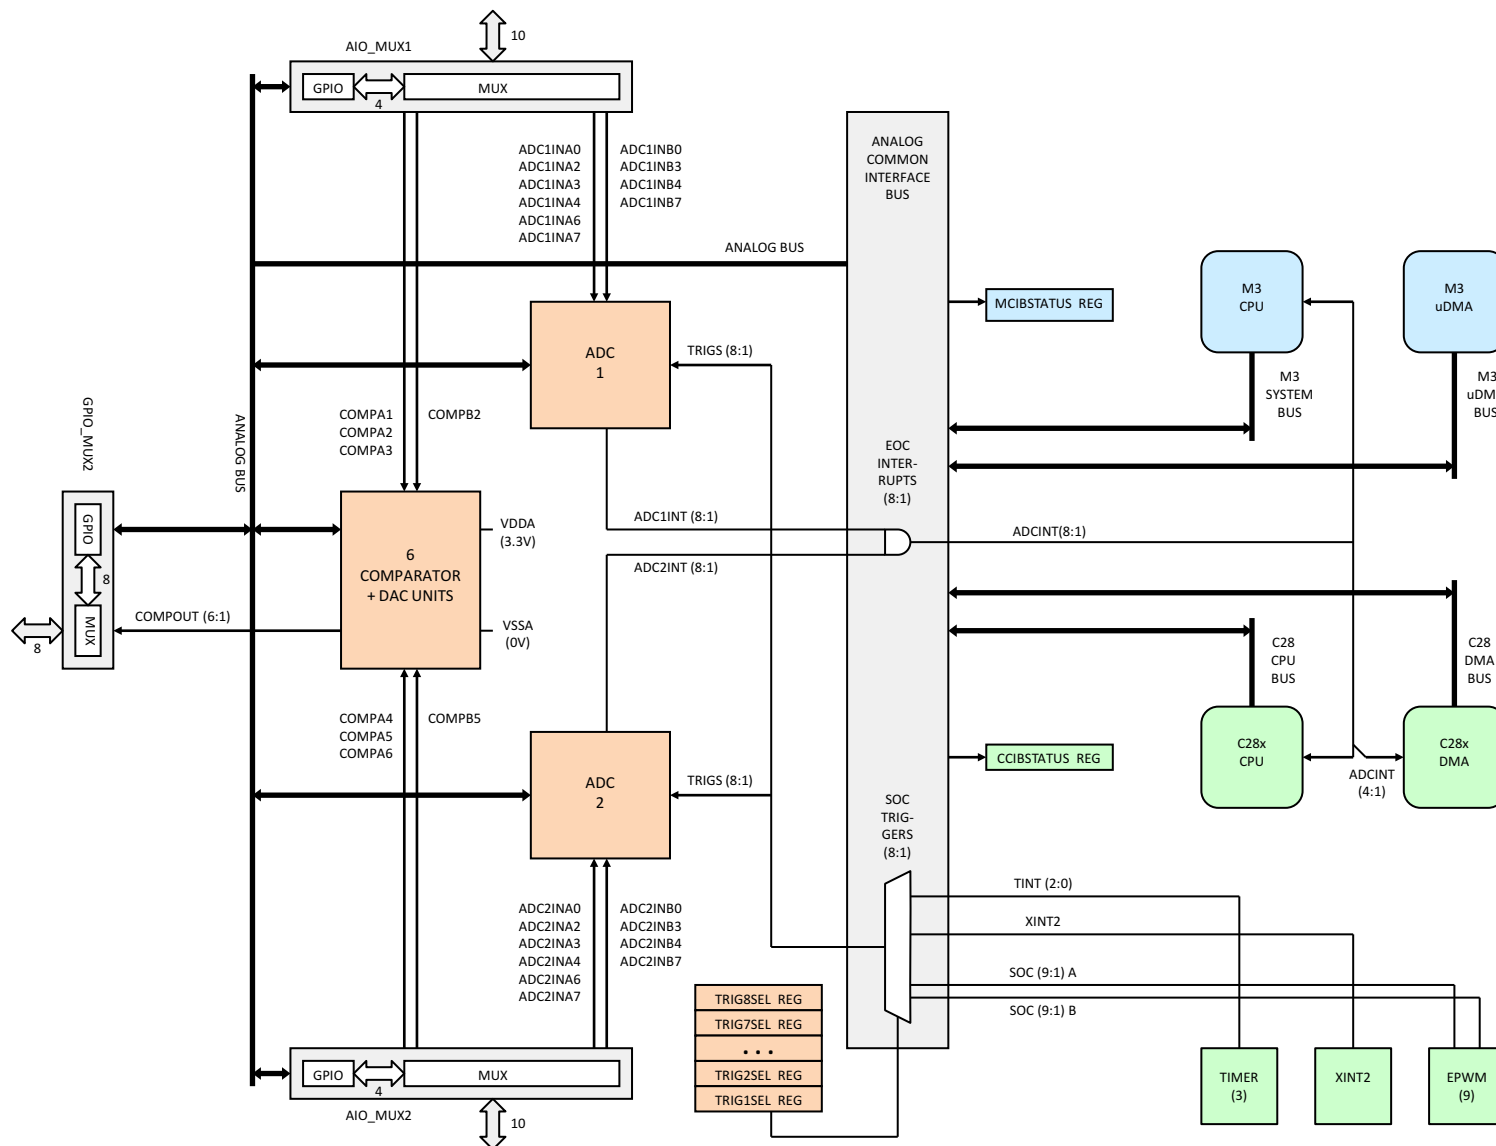 10
AIO_MUX1
GPIO
MUX
4
ADC1INA0
ADC1INA2
ADC1INA3
ADC1INA4
ADC1INA6
ADC1INA7
ADC1INB0
ADC1INB3
ADC1INB4
ADC1INB7
ANALOG
COMMON
INTERFACE
BUS
ANALOG BUS
MCIBSTATUS REG
M3
CPU
M3
uDMA
ADC
1
TRIGS (8:1)
M3
SYSTEM
BUS
M3
uDM
BUS
GPIO_MUX2
ANALOG BUS
COMPA1
COMPA2
COMPA3
COMPB2
EOC
INTER-
RUPTS
(8:1)
GPIO
8
MUX
8
6
COMPARATOR
+ DAC UNITS
VDDA
(3.3V)
VSSA
(0V)
ADC1INT (8:1)
ADC2INT (8:1)
ADCINT(8:1)
COMPOUT (6:1)
C28
CPU
BUS
C28
DMA
BUS
COMPA4
COMPA5
COMPA6
COMPB5
ADC
2
TRIGS (8:1)
CCIBSTATUS REG
C28x
CPU
C28x
DMA
ADCINT
(4:1)
SOC
TRIG-
GERS
(8:1)
TINT (2:0)
XINT2
SOC (9:1) A
SOC (9:1) B
ADC2INA0
ADC2INA2
ADC2INA3
ADC2INA4
ADC2INA6
ADC2INA7
ADC2INB0
ADC2INB3
ADC2INB4
ADC2INB7
TRIG8SEL REG
TRIG7SEL REG
. . .
TRIG2SEL REG
TRIG1SEL REG
GPIO
MUX
4
AIO_MUX2
10
TIMER
(3)
XINT2
EPWM
(9)